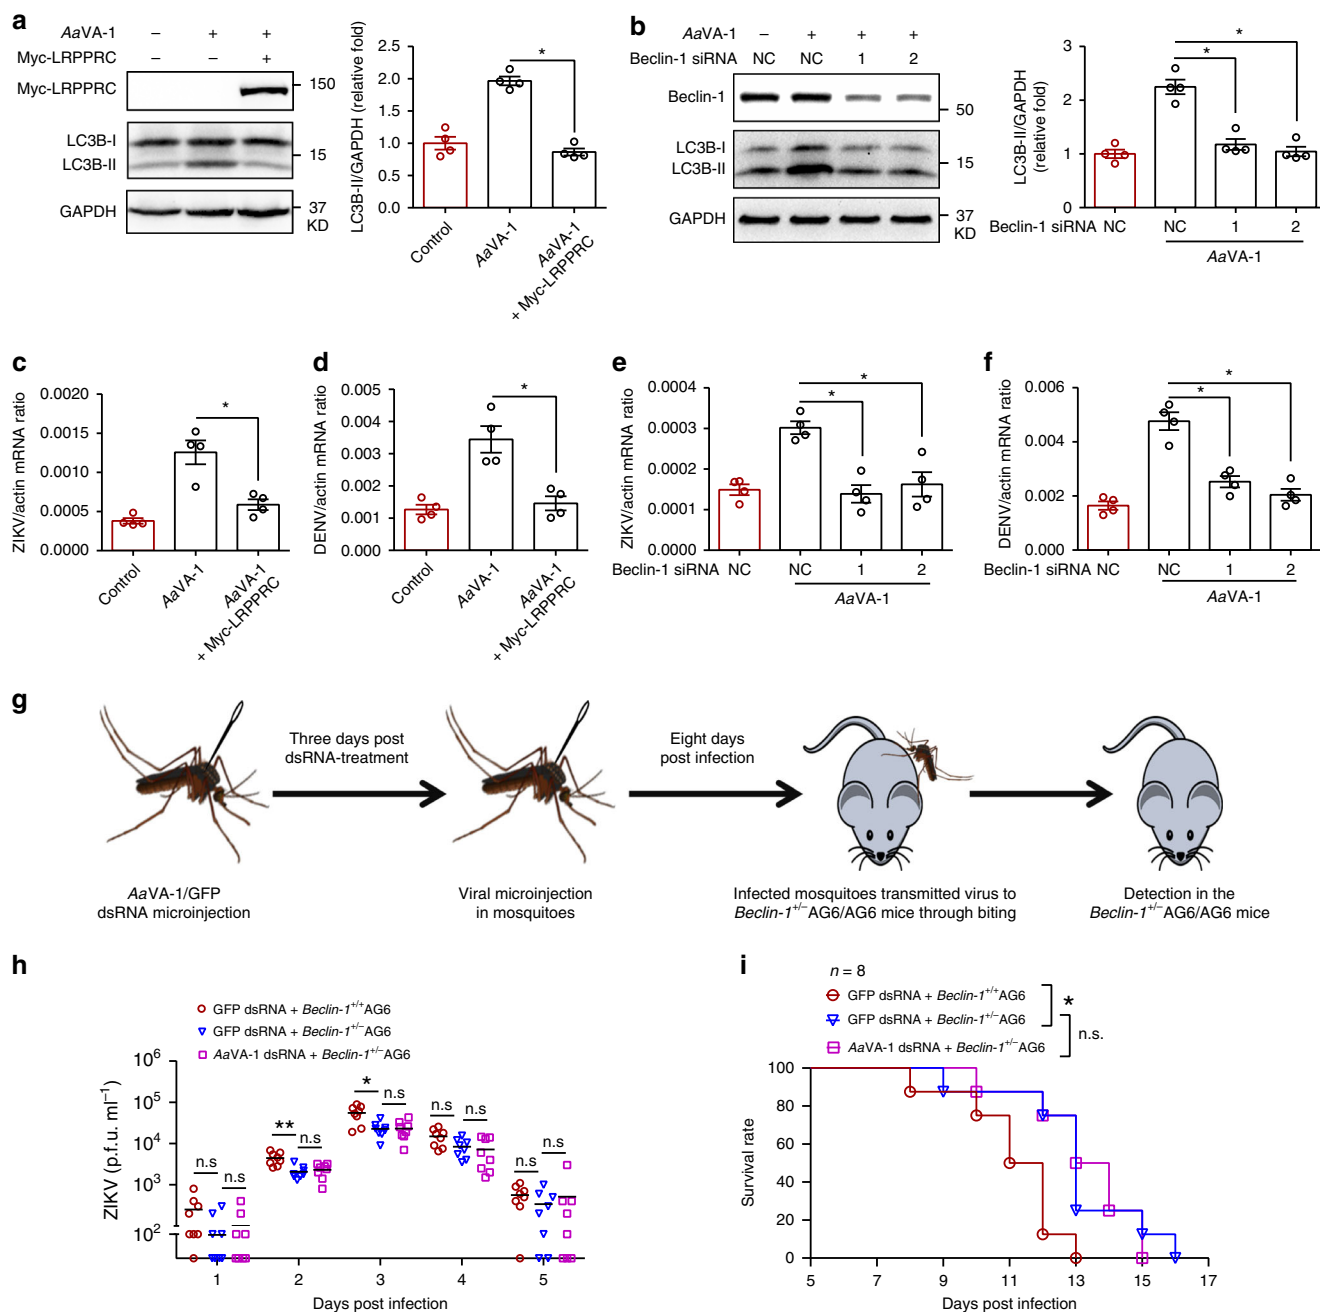 a
AaVA-1 – + +
Myc-LRPPRC – – +
Myc-LRPPRC
150
LC3B-I
LC3B-II
15
GAPDH
37
KD
LC3B-II/GAPDH (relative fold)
2.5
2.0
1.5
1.0
0.5
0.0
*
Control
AaVA-1
AaVA-1
+ Myc-LRPPRC
b
AaVA-1 – + + +
Beclin-1 siRNA NC NC 1 2
Beclin-1
50
LC3B-I
LC3B-II
15
GAPDH
37
KD
LC3B-II/GAPDH
(relative fold)
3
2
1
0
*
*
Beclin-1 siRNA NC NC 1 2
AaVA-1
c
ZIKV/actin mRNA ratio
0.0020
0.0015
0.0010
0.0005
0.0000
*
Control
AaVA-1
AaVA-1
+ Myc-LRPPRC
d
DENV/actin mRNA ratio
0.005
0.004
0.003
0.002
0.001
0.000
*
Control
AaVA-1
AaVA-1
+ Myc-LRPPRC
e
ZIKV/actin mRNA ratio
0.0004
0.0003
0.0002
0.0001
0.0000
*
*
Beclin-1 siRNA NC NC 1 2
AaVA-1
f
DENV/actin mRNA ratio
0.006
0.004
0.002
0.000
*
*
Beclin-1 siRNA NC NC 1 2
AaVA-1
g
Three days post
dsRNA-treatment
Eight days
post infection
AaVA-1/GFP
dsRNA microinjection
Viral microinjection
in mosquitoes
Infected mosquitoes transmitted virus to
Beclin-1+/–AG6/AG6 mice through biting
Detection in the
Beclin-1+/–AG6/AG6 mice
h
GFP dsRNA + Beclin-1+/+AG6
GFP dsRNA + Beclin-1+/–AG6
AaVA-1 dsRNA + Beclin-1+/–AG6
ZIKV (p.f.u. ml–1)
10^6
10^5
10^4
10^3
10^2
n.s
n.s
**
n.s
*
n.s
n.s
n.s
n.s
n.s
1 2 3 4 5
Days post infection
i
n = 8
GFP dsRNA + Beclin-1+/+AG6
GFP dsRNA + Beclin-1+/–AG6
AaVA-1 dsRNA + Beclin-1+/–AG6
*
n.s.
Survival rate
100
80
60
40
20
0
5 7 9 11 13 15 17
Days post infection